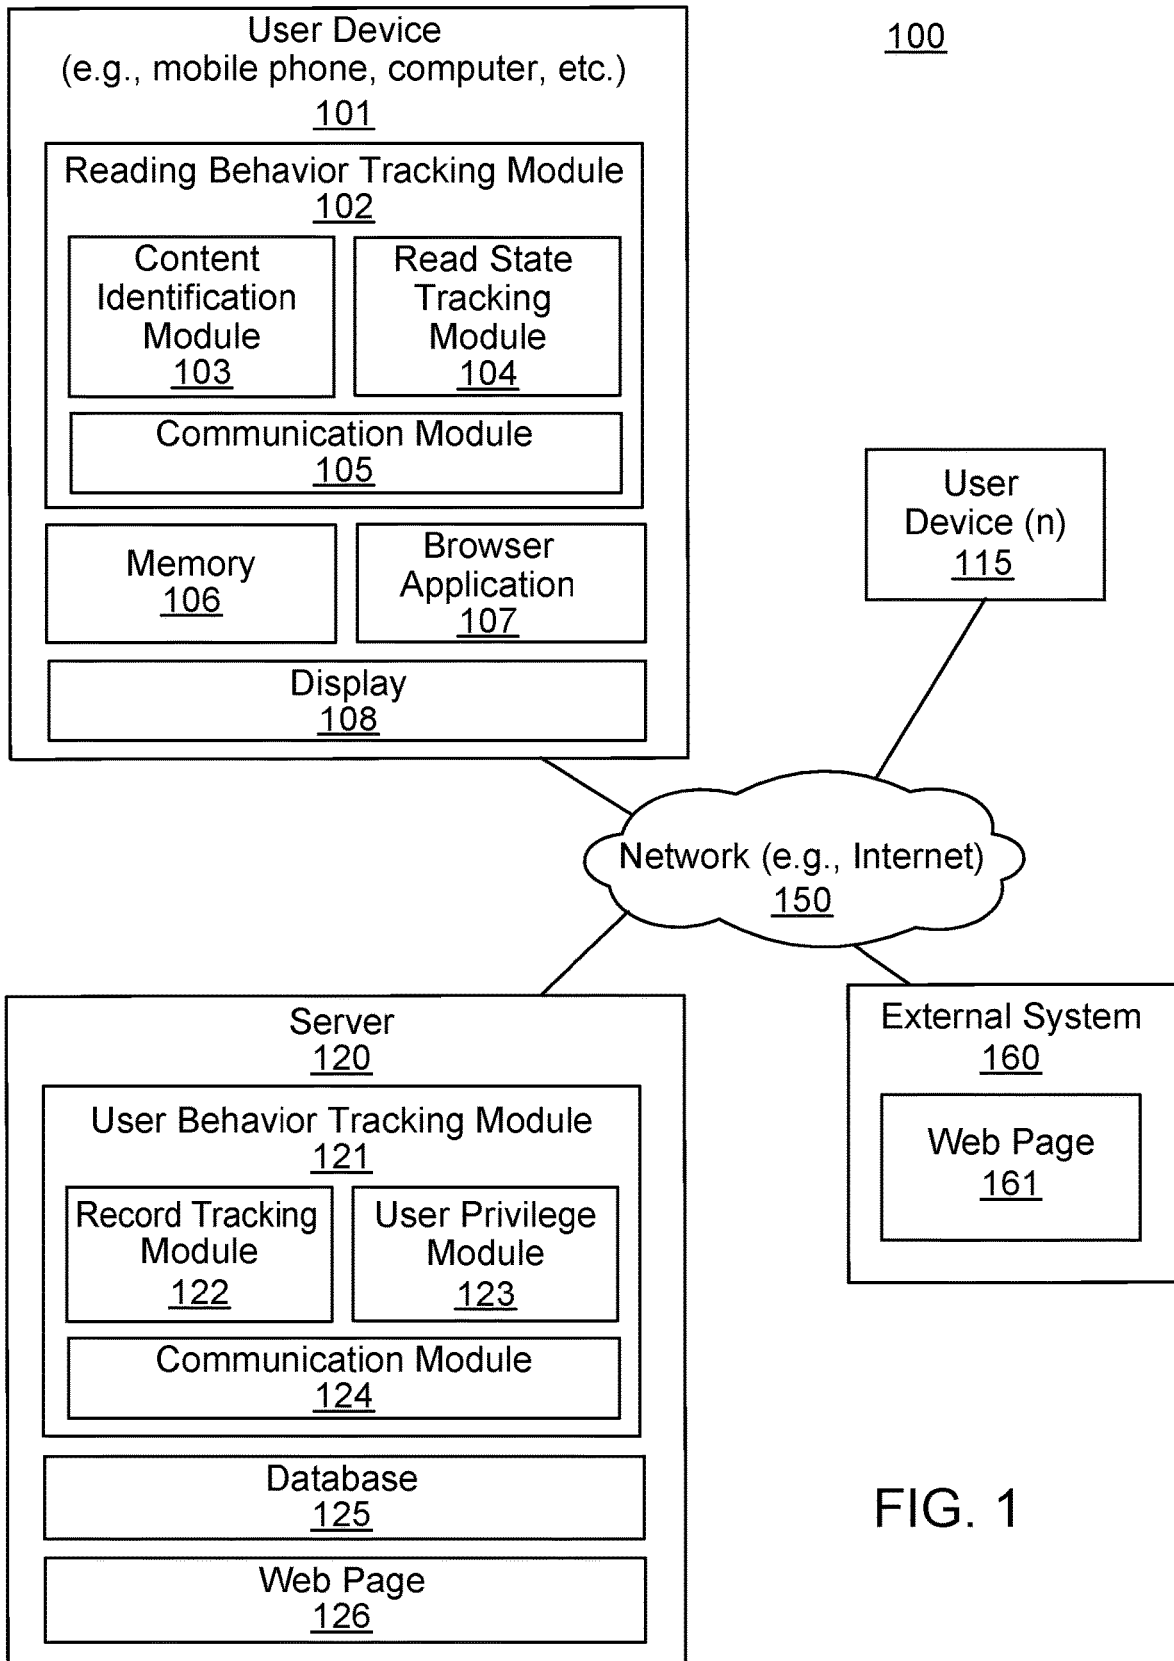 User Device
(e.g., mobile phone, computer, etc.)
101
100
Reading Behavior Tracking Module
102
Content
Identification
Module
103
Read State
Tracking
Module
104
Communication Module
105
Memory
106
Browser
Application
107
Display
108
User
Device (n)
115
Network (e.g., Internet)
150
Server
120
User Behavior Tracking Module
121
Record Tracking
Module
122
User Privilege
Module
123
Communication Module
124
Database
125
Web Page
126
External System
160
Web Page
161
FIG. 1